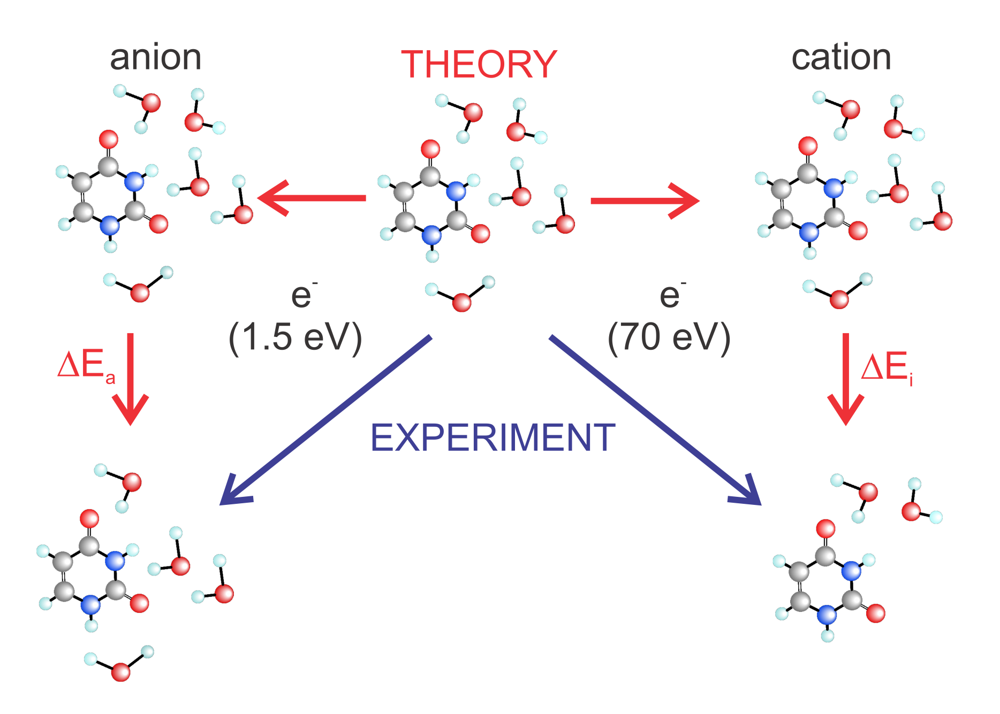 anion
THEORY
cation
e⁻
(1.5 eV)
e⁻
(70 eV)
ΔEₐ
ΔEᵢ
EXPERIMENT